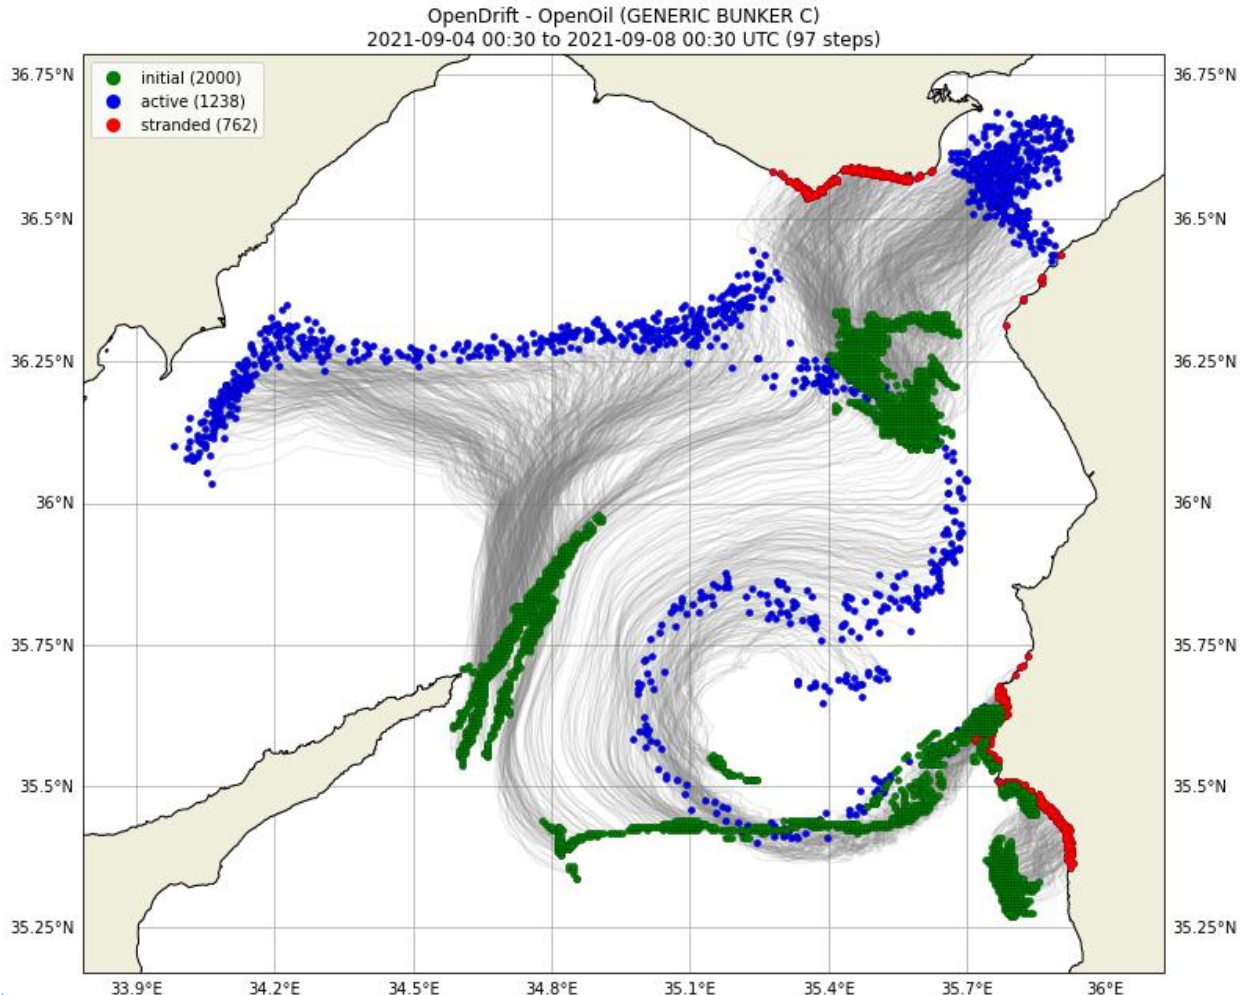 OpenDrift - OpenOil (GENERIC BUNKER C)
2021-09-04 00:30 to 2021-09-08 00:30 UTC (97 steps)
initial (2000)
active (1238)
stranded (762)
36.75°N 36.75°N
36.5°N 36.5°N
36.25°N 36.25°N
36°N 36°N
35.75°N 35.75°N
35.5°N 35.5°N
35.25°N 35.25°N
33.9°E 34.2°E 34.5°E 34.8°E 35.1°E 35.4°E 35.7°E 36°E